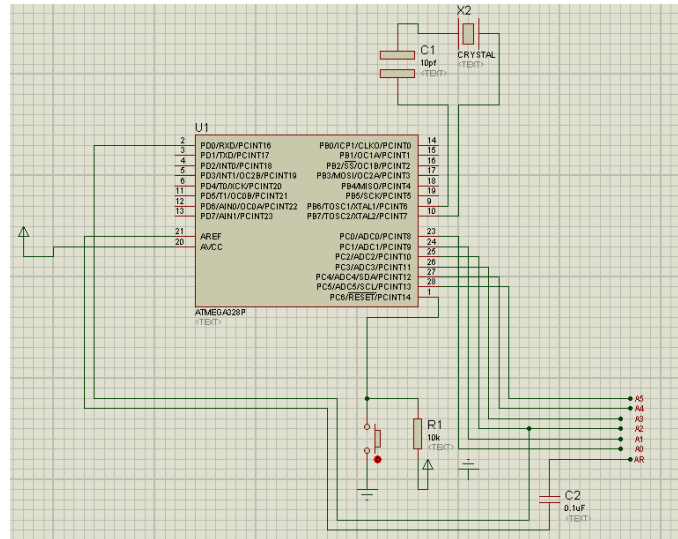 X2
CRYSTAL
<TEXT>
C1
10pf
<TEXT>
U1
2 PD0/RXD/PCINT16 PB0/ICP1/CLKO/PCINT0 14
3 PD1/TXD/PCINT17 PB1/OC1A/PCINT1 15
4 PD2/INT0/PCINT18 PB2/SS/OC1B/PCINT2 16
5 PD3/INT1/OC2B/PCINT19 PB3/MOSI/OC2A/PCINT3 17
6 PD4/T0/XCK/PCINT20 PB4/MISO/PCINT4 18
11 PD5/T1/OC0B/PCINT21 PB5/SCK/PCINT5 19
12 PD6/AIN0/OC0A/PCINT22 PB6/TOSC1/XTAL1/PCINT6 9
13 PD7/AIN1/PCINT23 PB7/TOSC2/XTAL2/PCINT7 10
21 AREF PC0/ADC0/PCINT8 23
20 AVCC PC1/ADC1/PCINT9 24
PC2/ADC2/PCINT10 25
PC3/ADC3/PCINT11 26
PC4/ADC4/SDA/PCINT12 27
PC5/ADC5/SCL/PCINT13 28
PC6/RESET/PCINT14 1
ATMEGA328P
<TEXT>
R1
10k
<TEXT>
A5
A4
A3
A2
A1
A0
AR
C2
0.1uF
<TEXT>